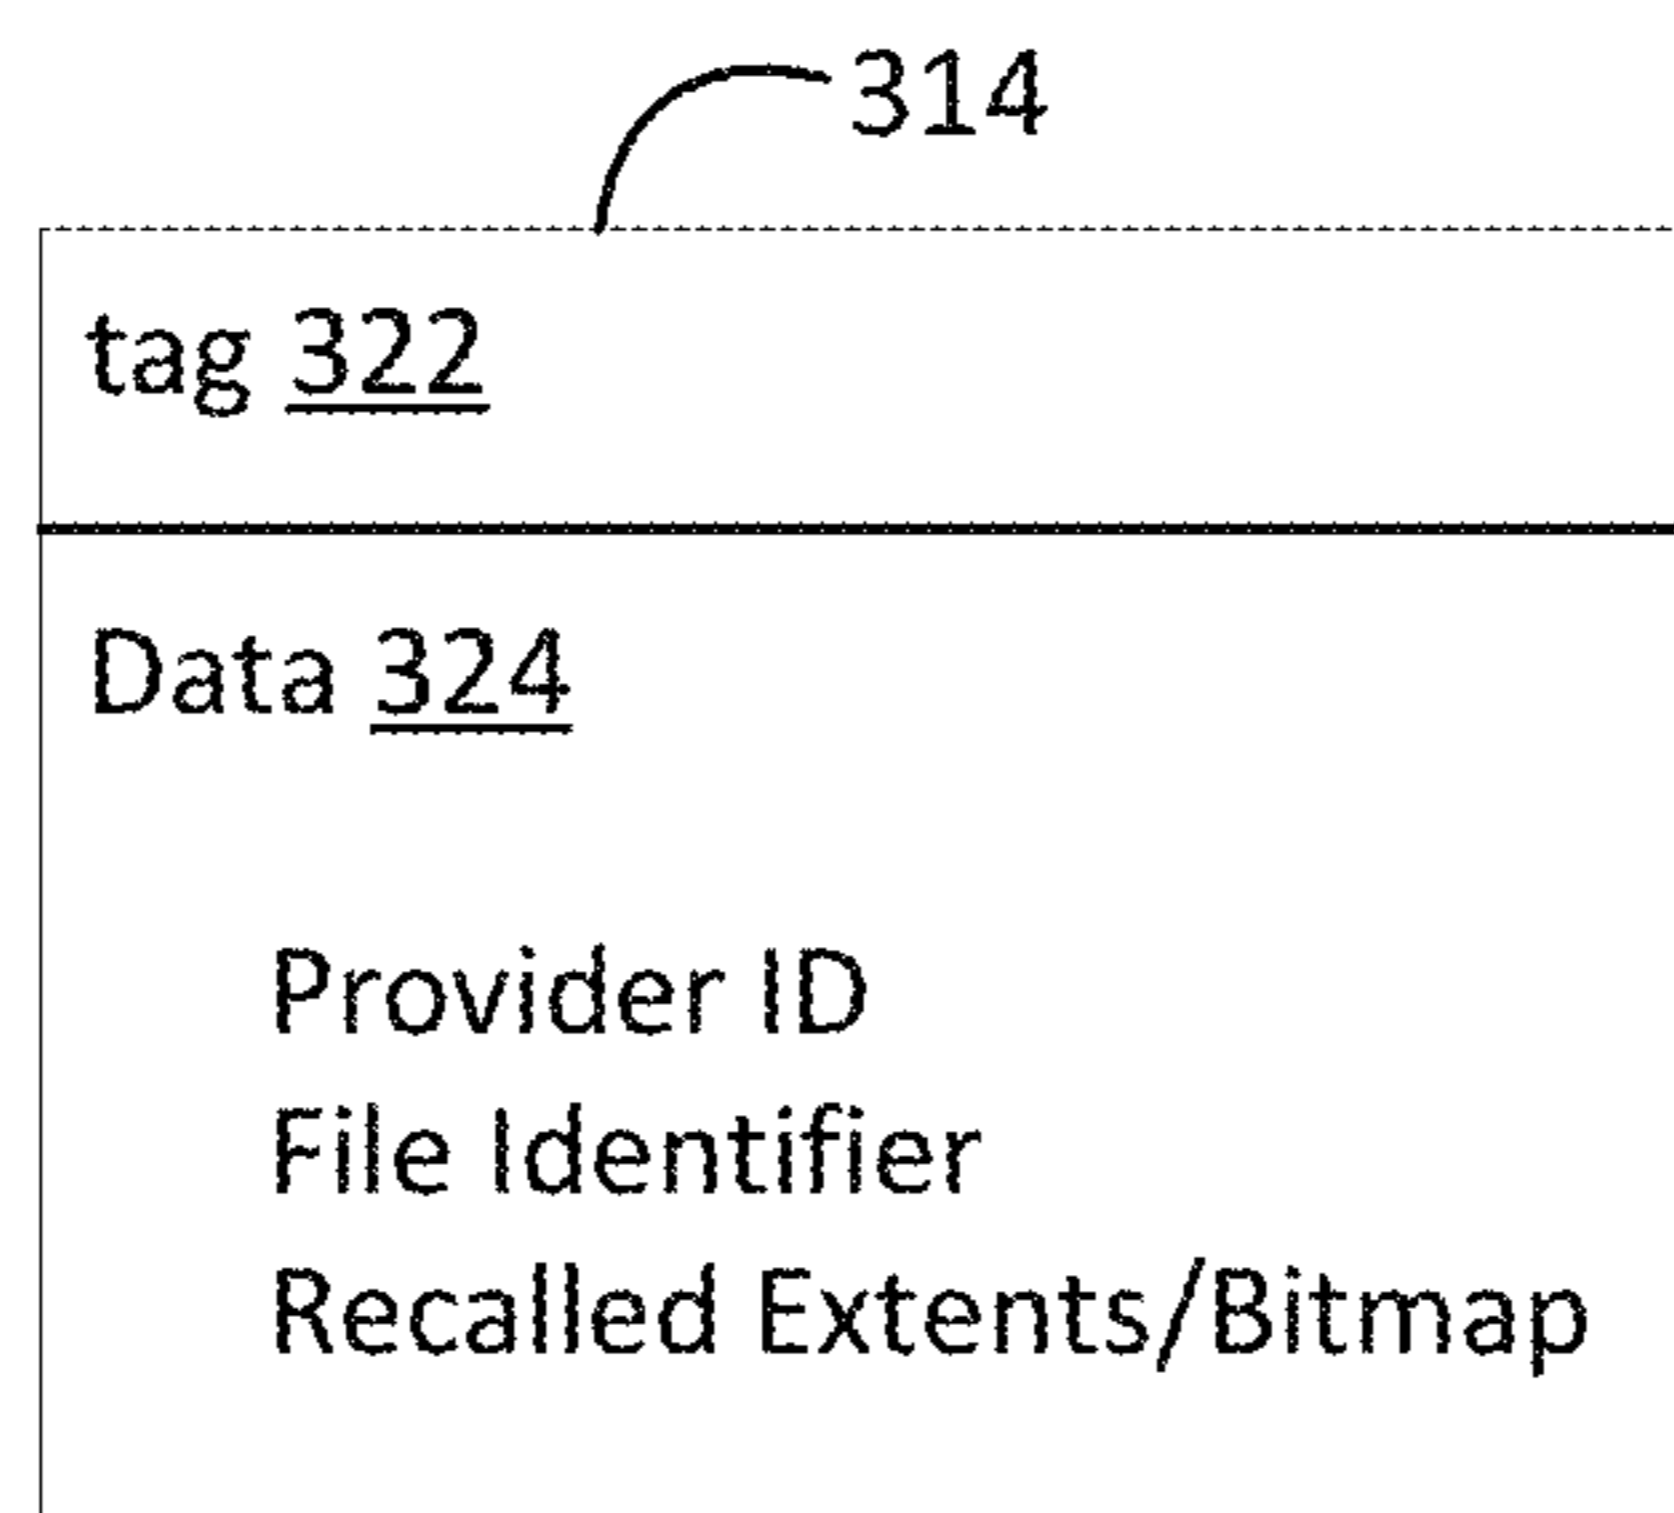 314
tag 322
Data 324
Provider ID
File Identifier
Recalled Extents/Bitmap